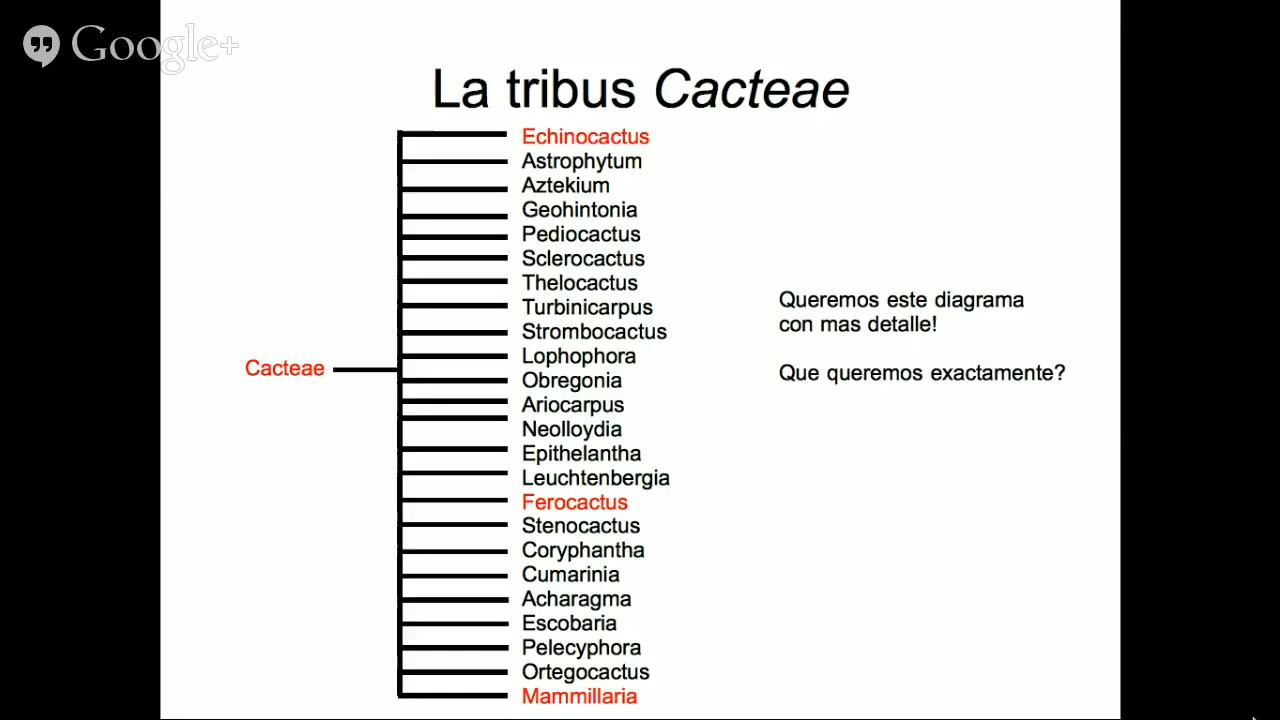 Google+
La tribus Cacteae
Echinocactus
Astrophytum
Aztekium
Geohintonia
Pediocactus
Sclerocactus
Thelocactus
Turbinicarpus
Strombocactus
Lophophora
Cacteae
Obregonia
Ariocarpus
Neolloydia
Epithelantha
Leuchtenbergia
Ferocactus
Stenocactus
Coryphantha
Cumarinia
Acharagma
Escobaria
Pelecyphora
Ortegocactus
Mammillaria
Queremos este diagrama
con mas detalle!
Que queremos exactamente?